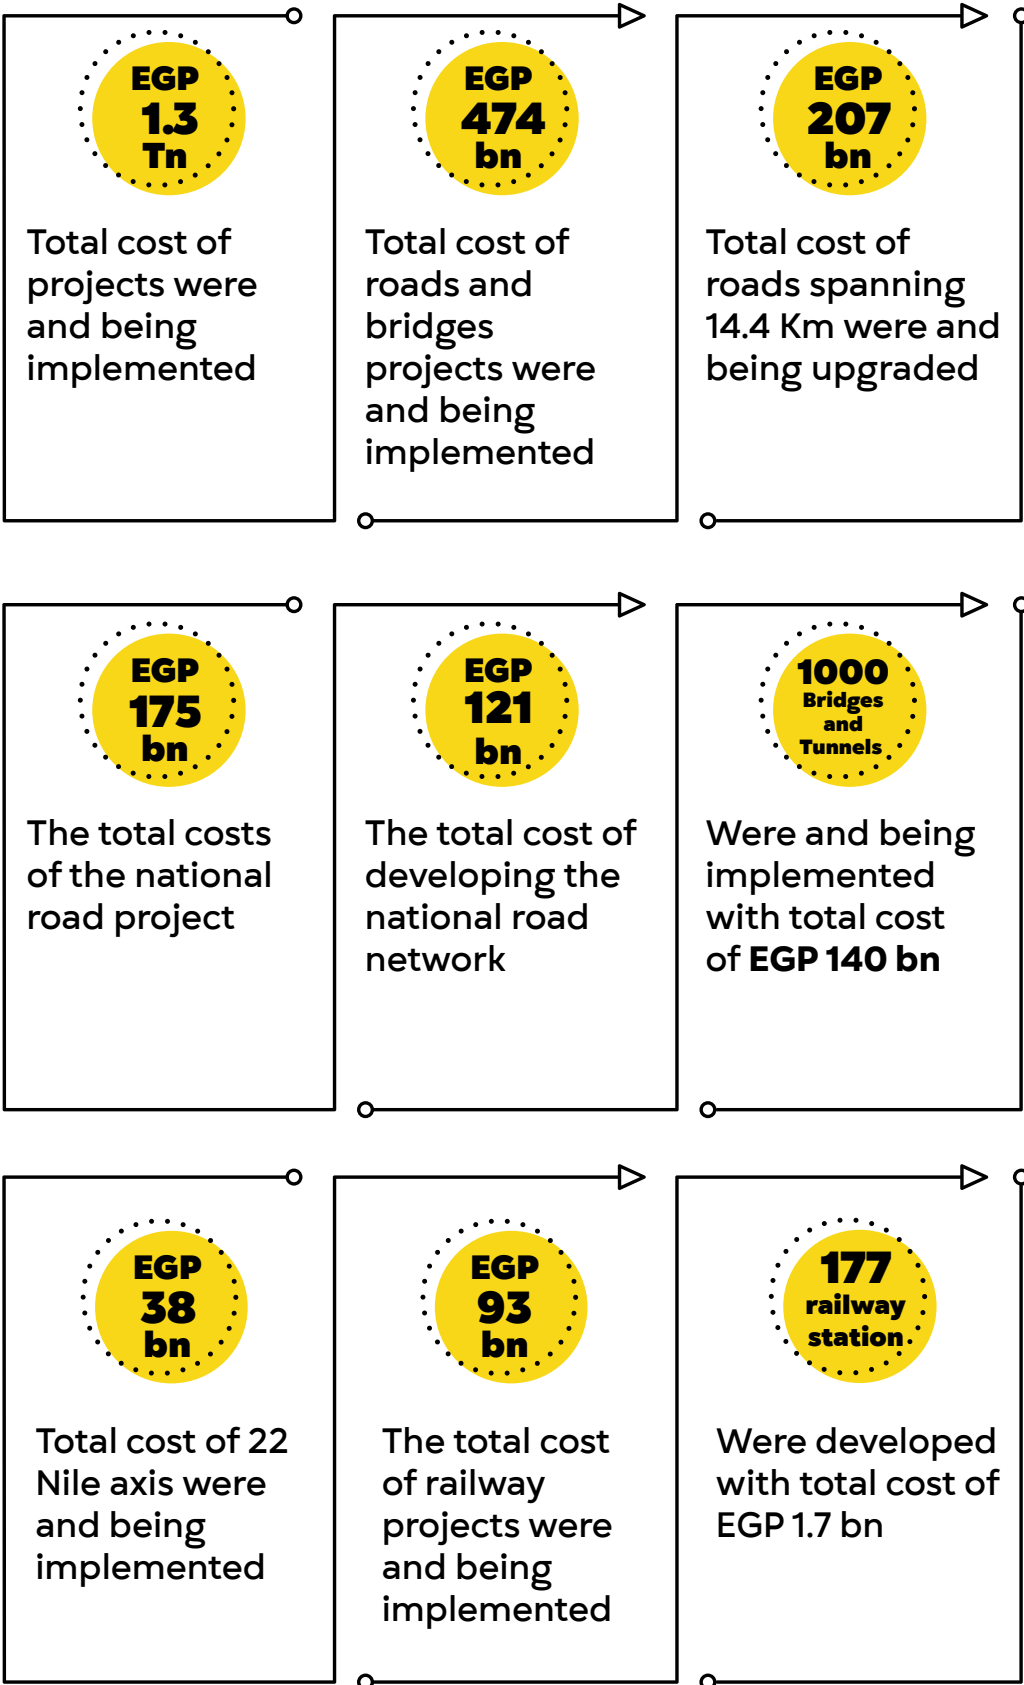 EGP
1.3
Tn
Total cost of
projects were
and being
implemented
EGP
474
bn
Total cost of
roads and
bridges
projects were
and being
implemented
EGP
207
bn
Total cost of
roads spanning
14.4 Km were and
being upgraded
EGP
175
bn
The total costs
of the national
road project
EGP
121
bn
The total cost of
developing the
national road
network
1000
Bridges
and
Tunnels
Were and being
implemented
with total cost
of EGP 140 bn
EGP
38
bn
Total cost of 22
Nile axis were
and being
implemented
EGP
93
bn
The total cost
of railway
projects were
and being
implemented
177
railway
station
Were developed
with total cost of
EGP 1.7 bn